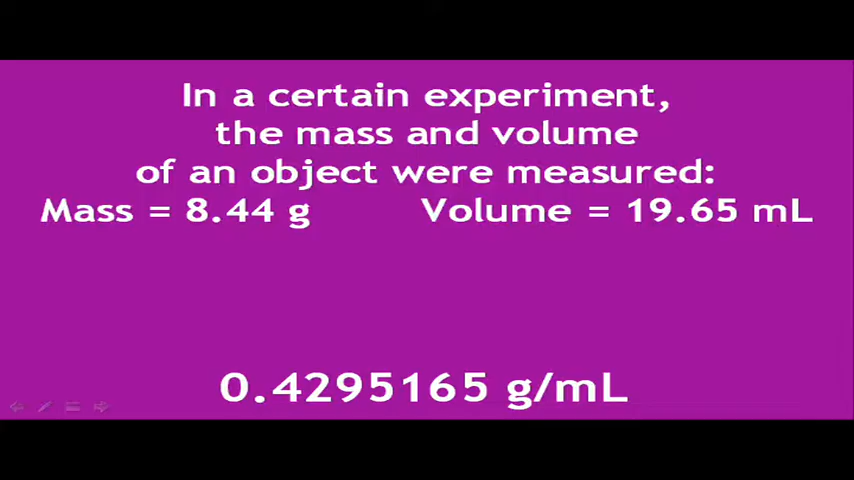 In a certain experiment,
the mass and volume
of an object were measured:
Mass = 8.44 g Volume = 19.65 mL
0.4295165 g/mL